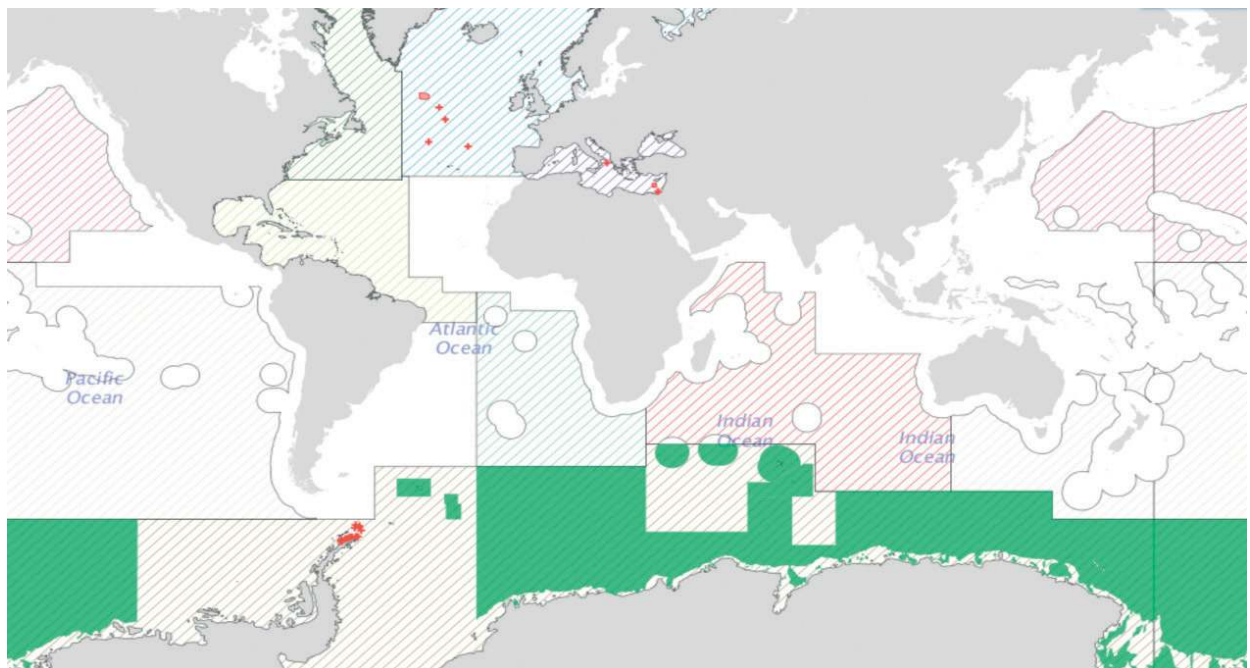 Atlantic
Ocean
Pacific
Ocean
Indian
Ocean
Indian
Ocean